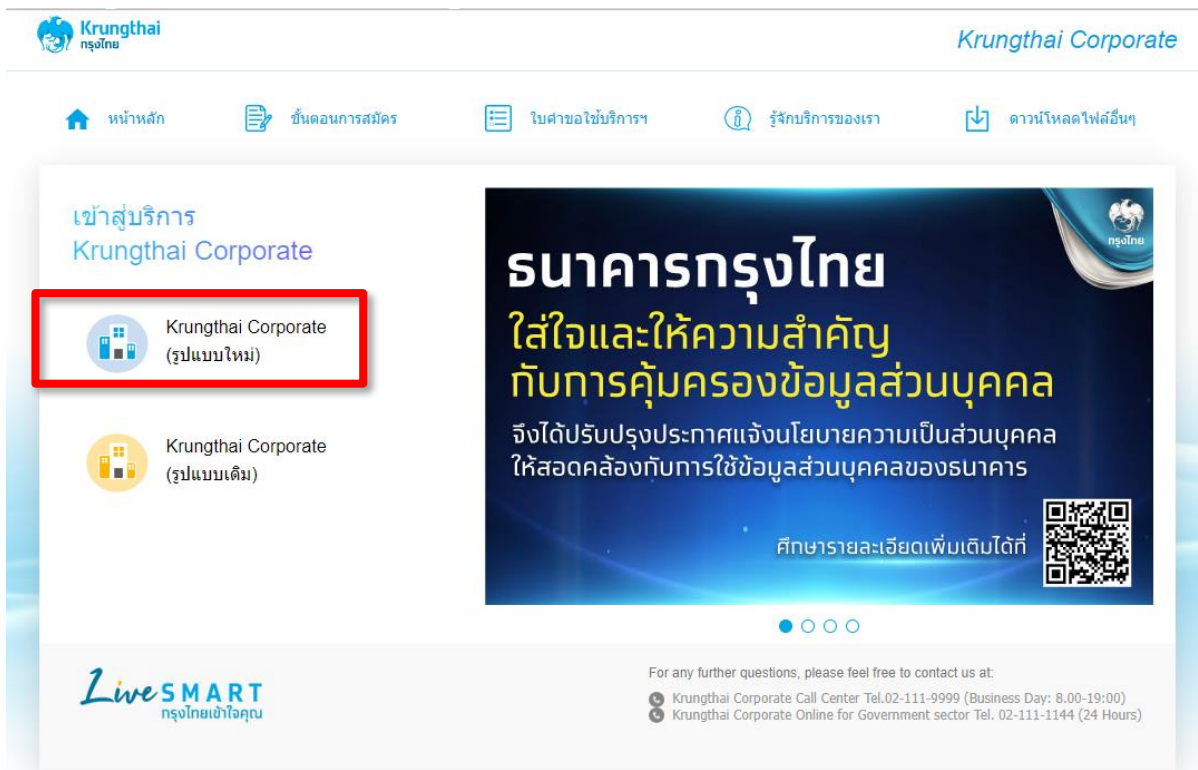 Krungthai
กรุงไทย
Krungthai Corporate
หน้าหลัก
ขั้นตอนการสมัคร
ใบคำขอใช้บริการฯ
รู้จักบริการของเรา
ดาวน์โหลดไฟล์อื่นๆ
เข้าสู่บริการ
Krungthai Corporate
Krungthai Corporate
(รูปแบบใหม่)
Krungthai Corporate
(รูปแบบเดิม)
กรุงไทย
ธนาคารกรุงไทย
ใส่ใจและให้ความสำคัญ
กับการคุ้มครองข้อมูลส่วนบุคคล
จึงได้ปรับปรุงประกาศแจ้งนโยบายความเป็นส่วนบุคคล
ให้สอดคล้องกับการใช้ข้อมูลส่วนบุคคลของธนาคาร
ศึกษารายละเอียดเพิ่มเติมได้ที่
Live SMART
กรุงไทยเข้าใจคุณ
For any further questions, please feel free to contact us at:
Krungthai Corporate Call Center Tel.02-111-9999 (Business Day: 8.00-19:00)
Krungthai Corporate Online for Government sector Tel. 02-111-1144 (24 Hours)